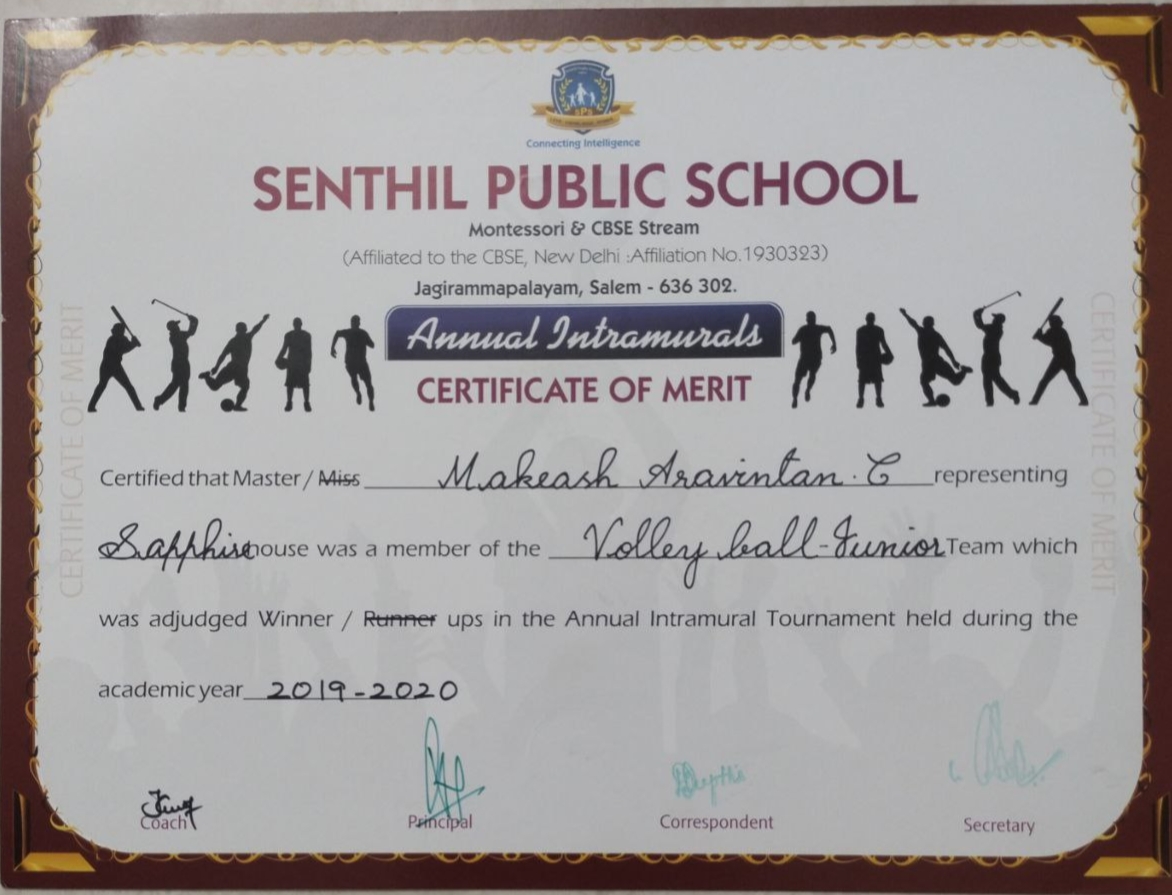 SPS
Connecting Intelligence
SENTHIL PUBLIC SCHOOL
Montessori & CBSE Stream
(Affiliated to the CBSE, New Delhi :Affiliation No.1930323)
Jagirammapalayam, Salem - 636 302.
Annual Intramurals
CERTIFICATE OF MERIT
CERTIFICATE OF MERIT
CERTIFICATE OF MERIT
Certified that Master / Miss Makeash Aravintan. C representing
Sapphire house was a member of the Volley ball-Junior Team which
was adjudged Winner / Runner ups in the Annual Intramural Tournament held during the
academic year 2019-2020
Coach Principal Correspondent Secretary